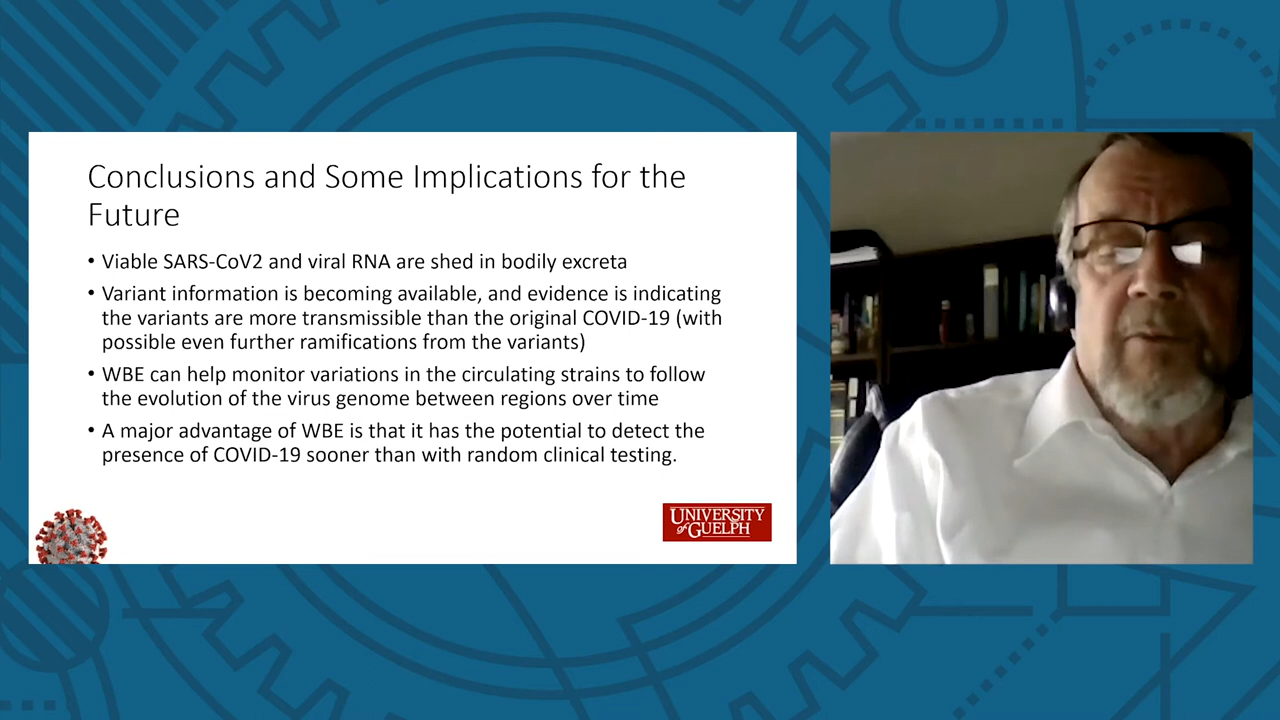 Conclusions and Some Implications for the
Future
• Viable SARS-CoV2 and viral RNA are shed in bodily excreta
• Variant information is becoming available, and evidence is indicating
the variants are more transmissible than the original COVID-19 (with
possible even further ramifications from the variants)
• WBE can help monitor variations in the circulating strains to follow
the evolution of the virus genome between regions over time
• A major advantage of WBE is that it has the potential to detect the
presence of COVID-19 sooner than with random clinical testing.
UNIVERSITY
of GUELPH